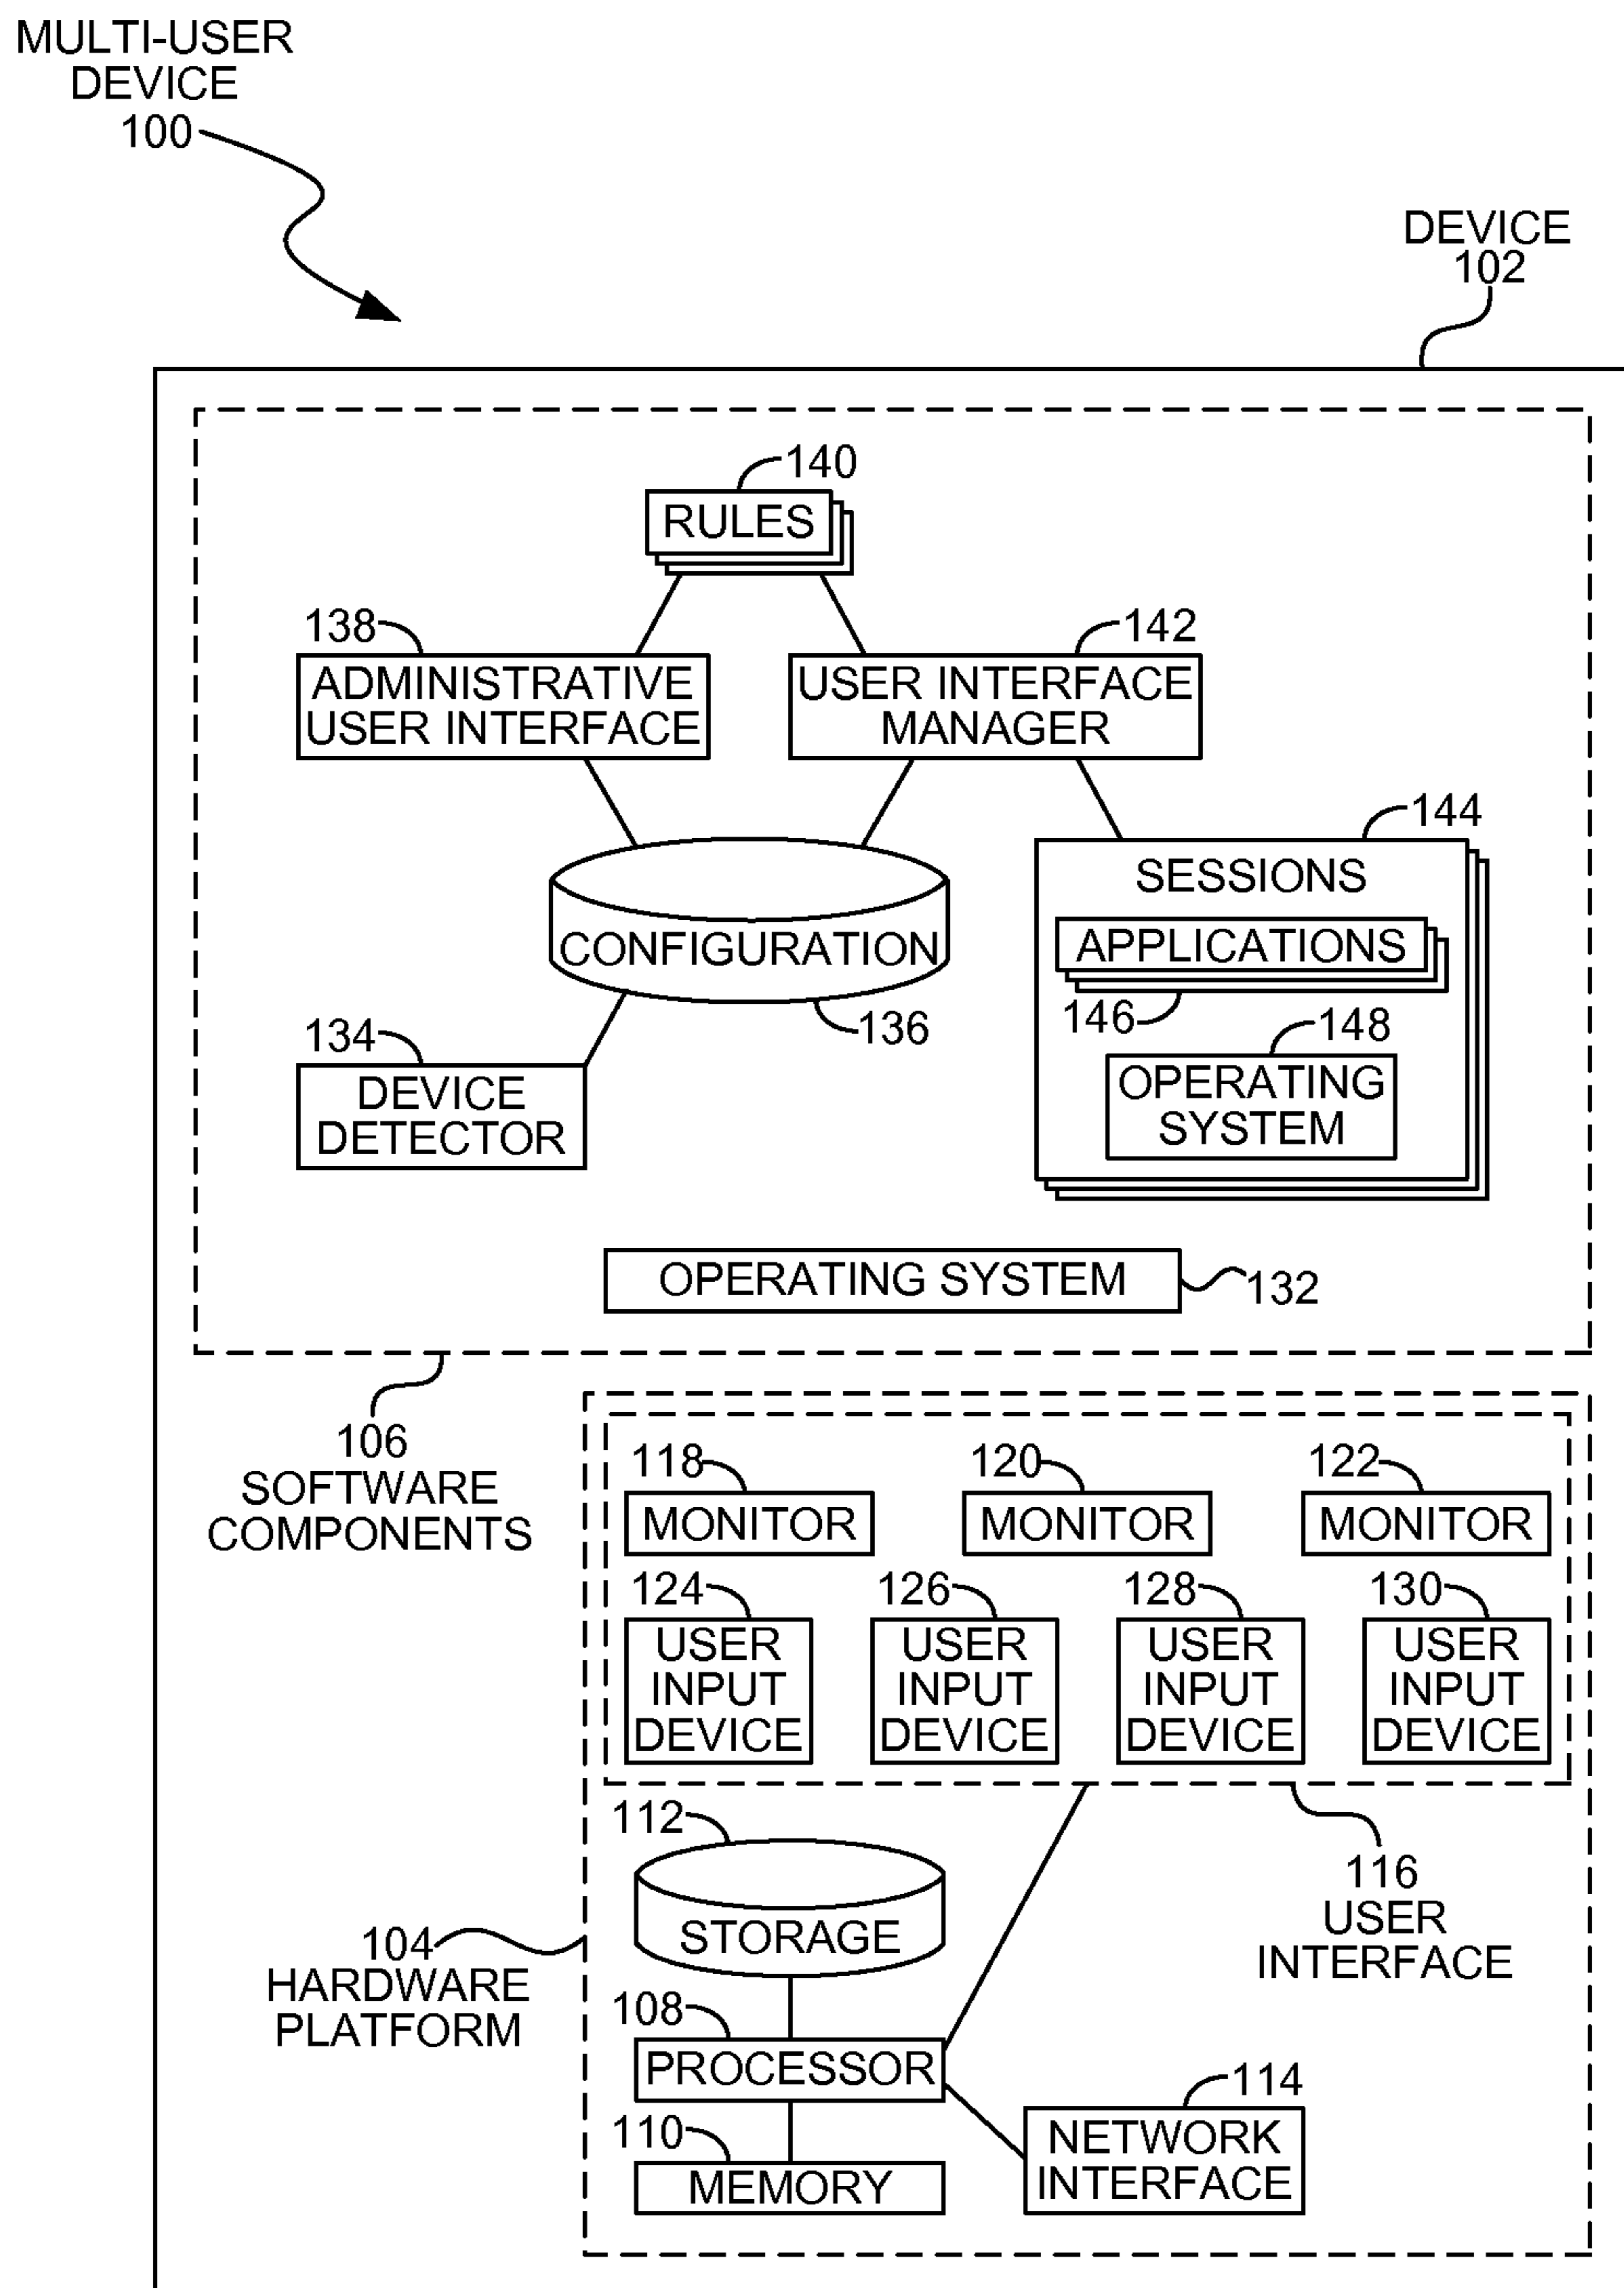 MULTI-USER
DEVICE
100
DEVICE
102
140
RULES
138
ADMINISTRATIVE
USER INTERFACE
142
USER INTERFACE
MANAGER
144
SESSIONS
APPLICATIONS
146
148
OPERATING
SYSTEM
CONFIGURATION
136
134
DEVICE
DETECTOR
OPERATING SYSTEM
132
106
SOFTWARE
COMPONENTS
118
MONITOR
120
MONITOR
122
MONITOR
124
USER
INPUT
DEVICE
126
USER
INPUT
DEVICE
128
USER
INPUT
DEVICE
130
USER
INPUT
DEVICE
112
STORAGE
116
USER
INTERFACE
104
HARDWARE
PLATFORM
108
PROCESSOR
114
NETWORK
INTERFACE
110
MEMORY